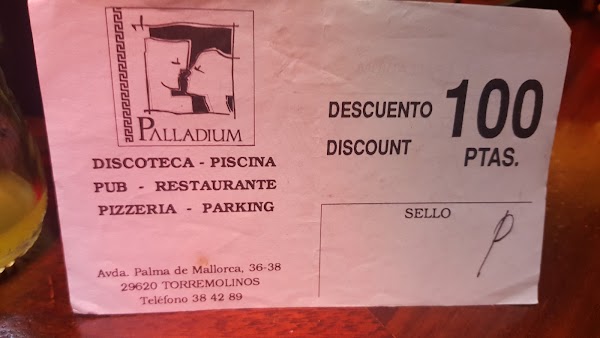 PALLADIUM
DISCOTECA - PISCINA
PUB - RESTAURANTE
PIZZERIA - PARKING
Avda. Palma de Mallorca, 36-38
29620 TORREMOLINOS
Teléfono 38 42 89
DESCUENTO 100
DISCOUNT PTAS.
SELLO
P